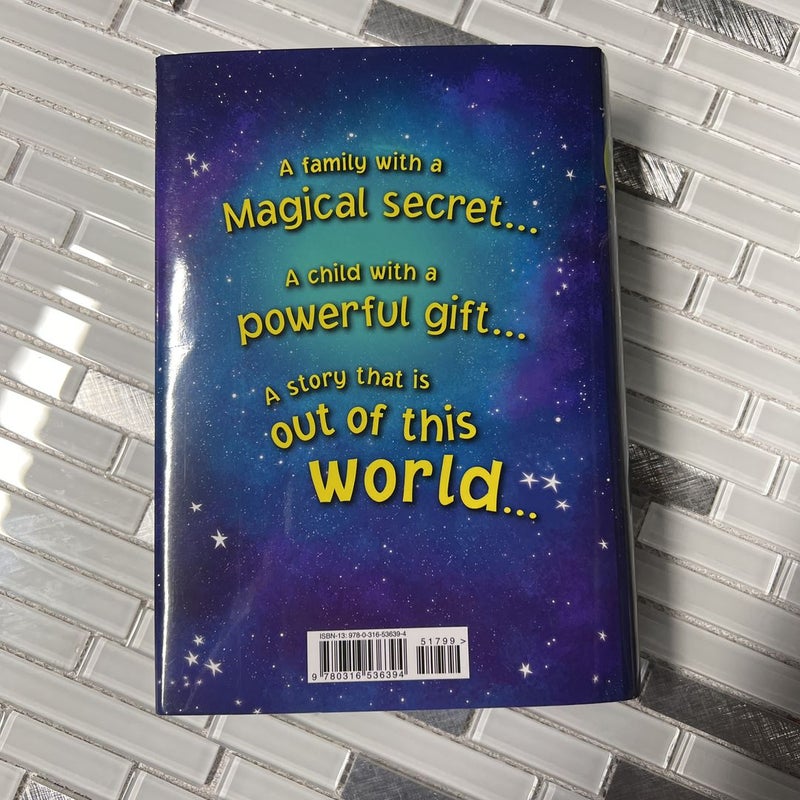 A family with a
Magical secret...
A child with a
powerful gift...
A story that is
out of this
world...
ISBN-13: 978-0-316-53639-4
51799 >
9 780316 536394